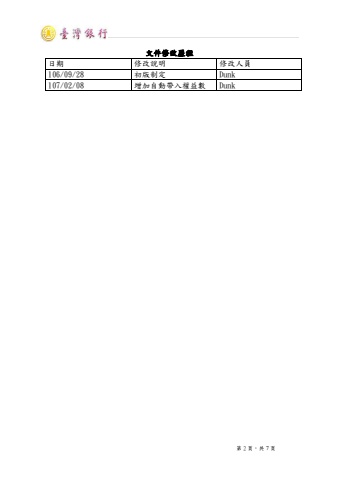 臺灣銀行
文件修改歷程
日期 修改說明 修改人員
106/09/28 初版制定 Dunk
107/02/08 增加自動帶入權益數 Dunk
第 2 頁，共 7 頁